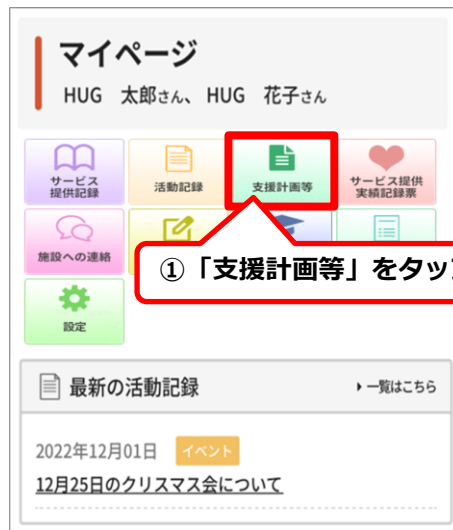 マイページ
HUG 太郎さん、HUG 花子さん
サービス
提供記録
活動記録
支援計画等
サービス提供
実績記録票
施設への連絡
①「支援計画等」をタッ
設定
最新の活動記録
一覧はこちら
2022年12月01日 イベント
12月25日のクリスマス会について